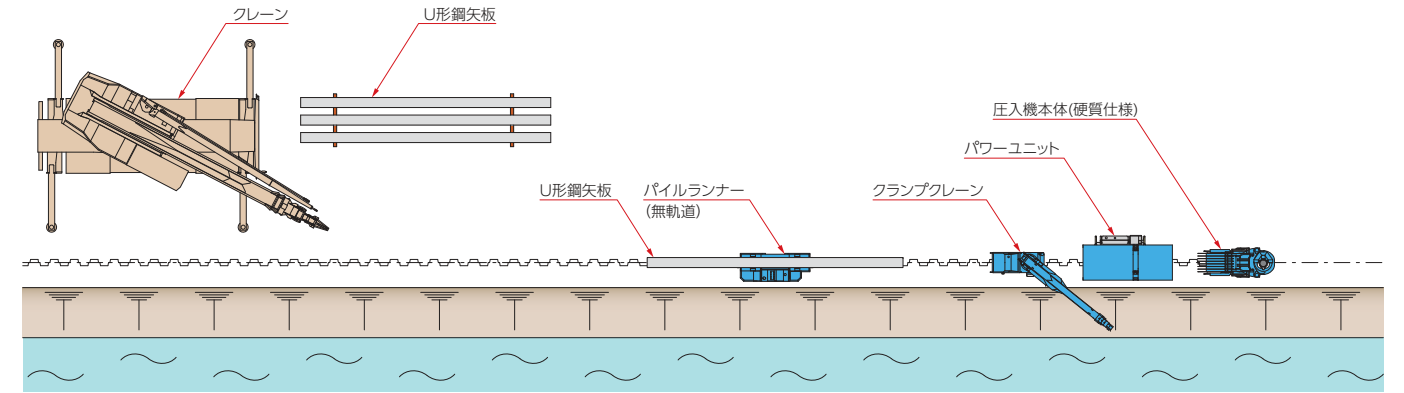 クレーン
U形鋼矢板
圧入機本体(硬質仕様)
パワーユニット
U形鋼矢板
パイルランナー
(無軌道)
クランプクレーン